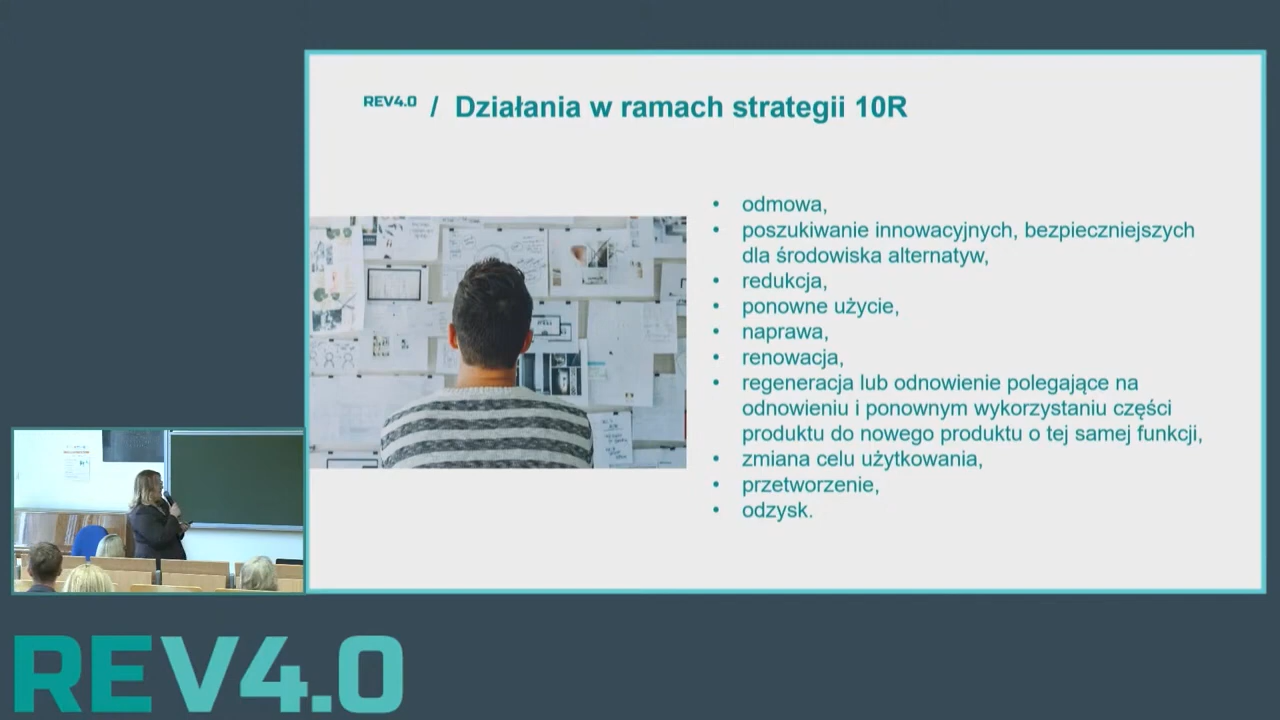 REV4.0 / Działania w ramach strategii 10R
• odmowa,
• poszukiwanie innowacyjnych, bezpieczniejszych
dla środowiska alternatyw,
• redukcja,
• ponowne użycie,
• naprawa,
• renowacja,
• regeneracja lub odnowienie polegające na
odnowieniu i ponownym wykorzystaniu części
produktu do nowego produktu o tej samej funkcji,
• zmiana celu użytkowania,
• przetworzenie,
• odzysk.
REV4.0